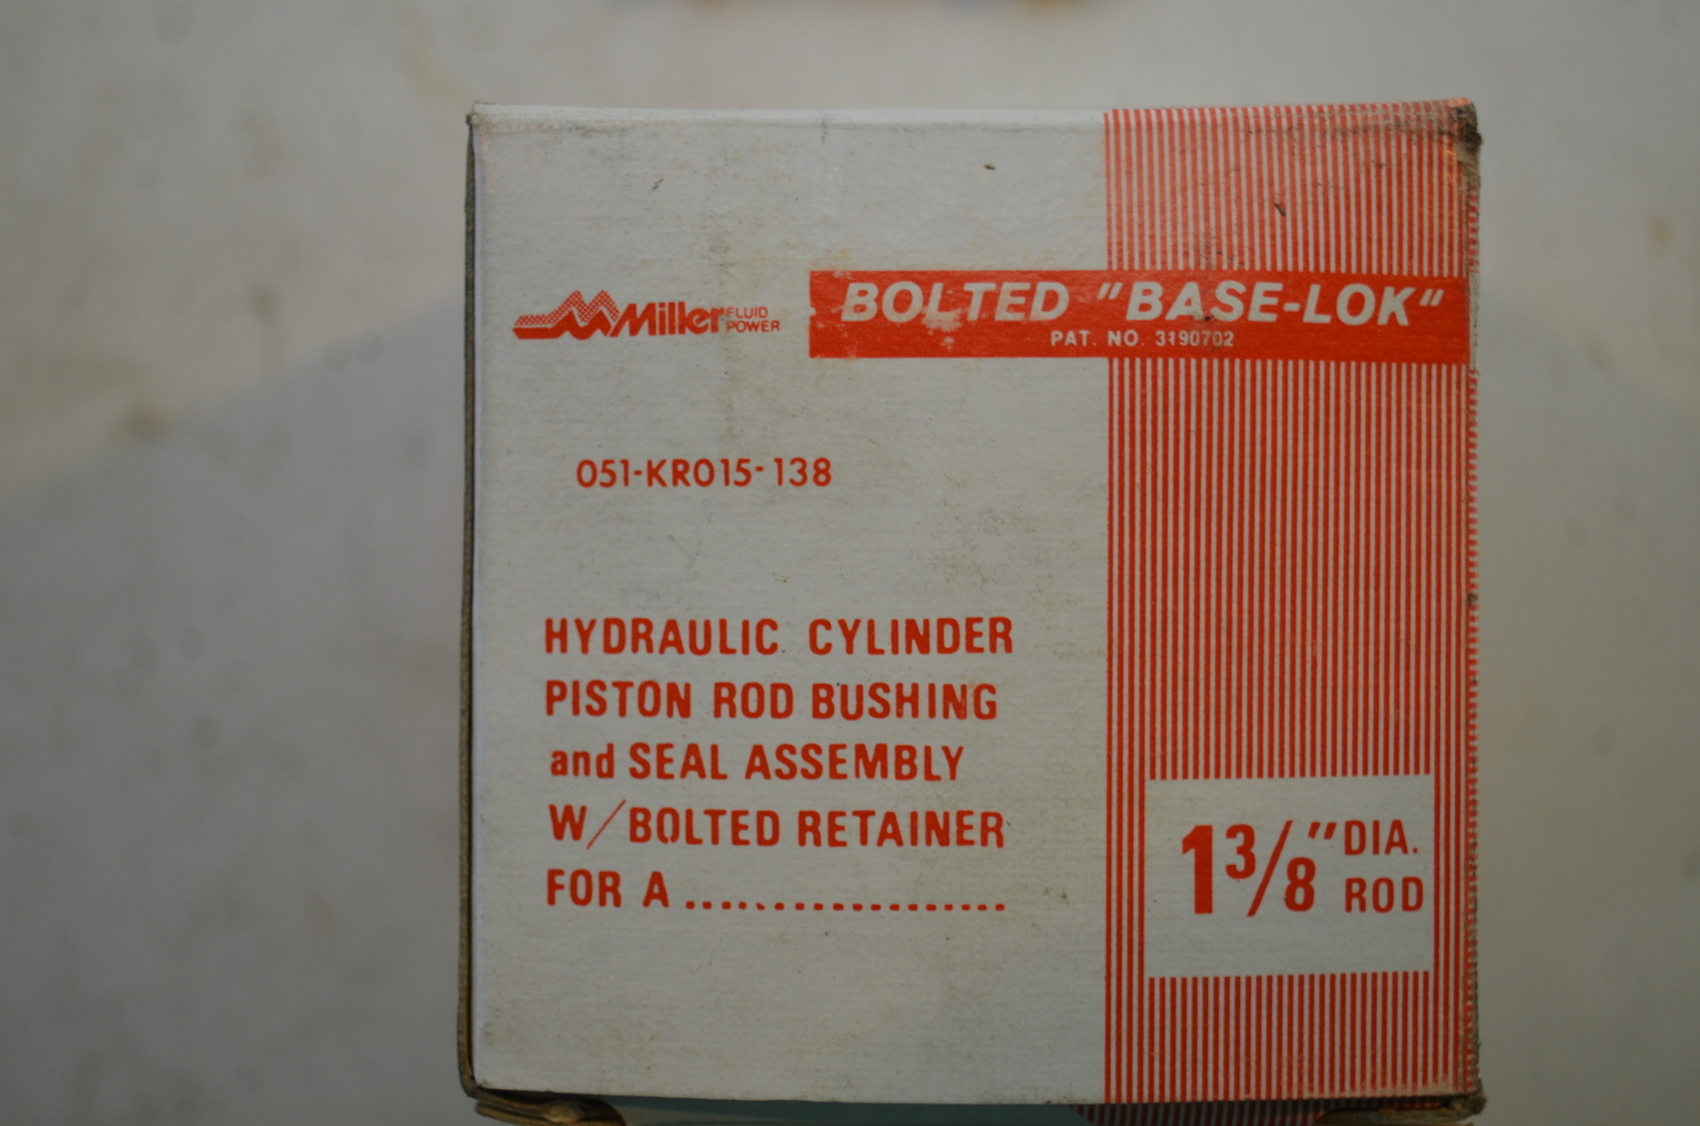 Miller FLUID POWER
BOLTED "BASE-LOK"
PAT. NO. 3190702
051-KR015-138
HYDRAULIC CYLINDER
PISTON ROD BUSHING
and SEAL ASSEMBLY
W/BOLTED RETAINER
FOR A ....................
1 3/8" DIA.
ROD